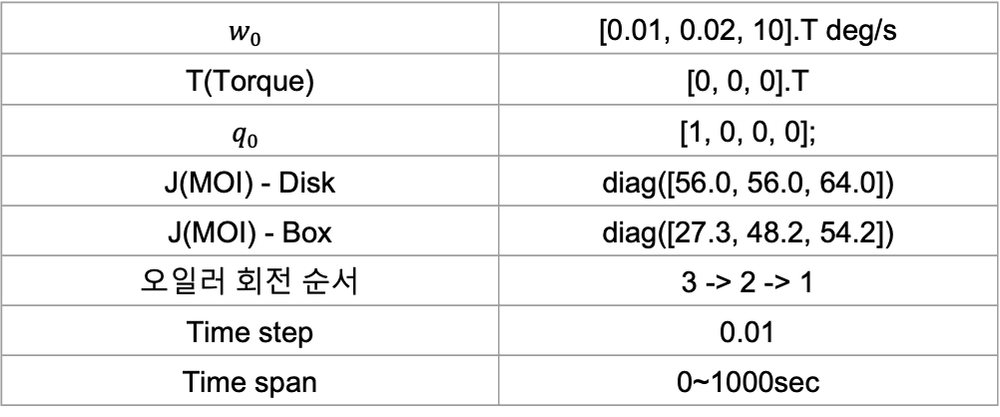 𝑤₀ [0.01, 0.02, 10].T deg/s
T(Torque) [0, 0, 0].T
𝑞₀ [1, 0, 0, 0];
J(MOI) - Disk diag([56.0, 56.0, 64.0])
J(MOI) - Box diag([27.3, 48.2, 54.2])
오일러 회전 순서 3 -> 2 -> 1
Time step 0.01
Time span 0~1000sec